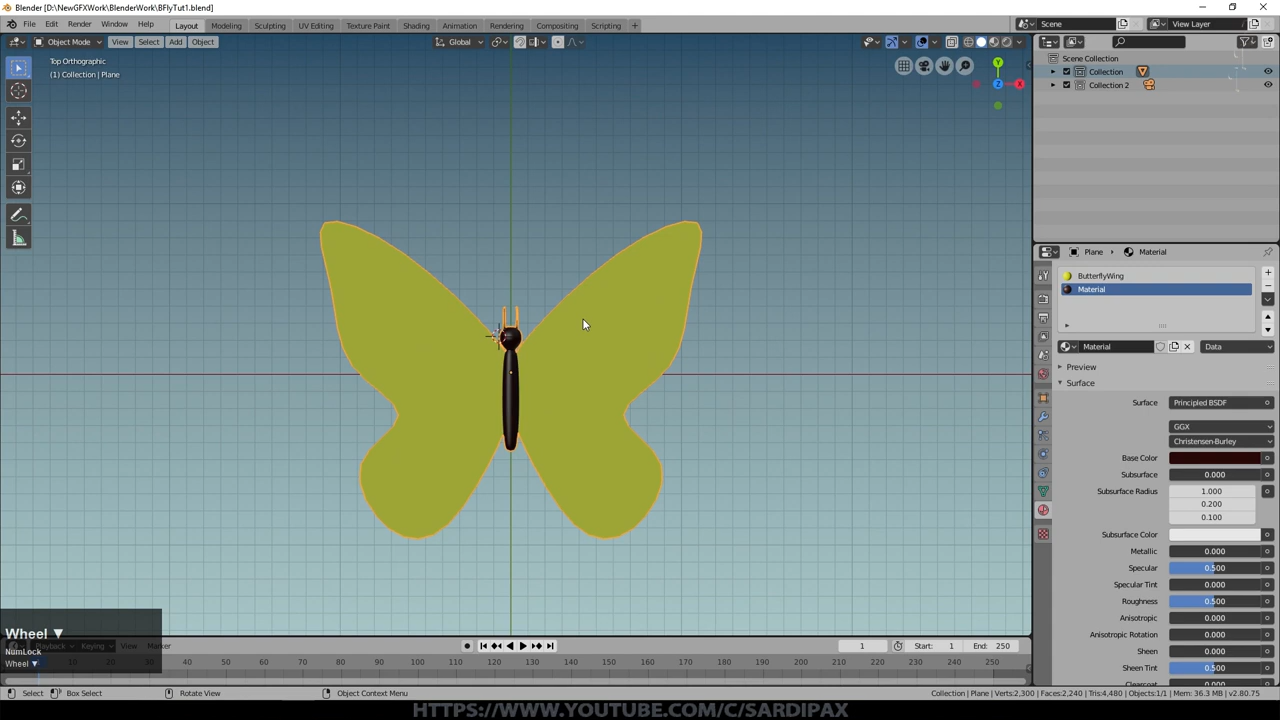 Blender [D:\NewGFXWork\BlenderWork\BFlyTut1.blend]
File Edit Render Window Help Layout Modeling Sculpting UV Editing Texture Paint Shading Animation Rendering Compositing Scripting + Scene View Layer
Object Mode View Select Add Object Global
Top Orthographic
(1) Collection | Plane
Y
X
Z
Scene Collection
Collection
Collection 2
Plane Material
ButterflyWing
Material
Material Data
Preview
Surface
Surface Principled BSDF
GGX
Christensen-Burley
Base Color
Subsurface 0.000
Subsurface Radius 1.000
0.200
0.100
Subsurface Color
Metallic 0.000
Specular 0.500
Specular Tint 0.000
Roughness 0.500
Anisotropic 0.000
Anisotropic Rotation 0.000
Sheen 0.000
Sheen Tint 0.500
Wheel ▼
NumLock
Wheel ▼
Playback Keying View Marker 1 Start: 1 End: 250
10 20 30 40 50 60 70 80 90 100 110 120 130 140 150 160 170 180 190 200 210 220 230 240 250
Select Box Select Rotate View Object Context Menu Collection | Plane | Verts:2,300 | Faces:2,240 | Tris:4,480 | Objects:1/1 | Mem: 36.3 MB | v2.80.75
HTTPS://WWW.YOUTUBE.COM/C/SARDIPAX